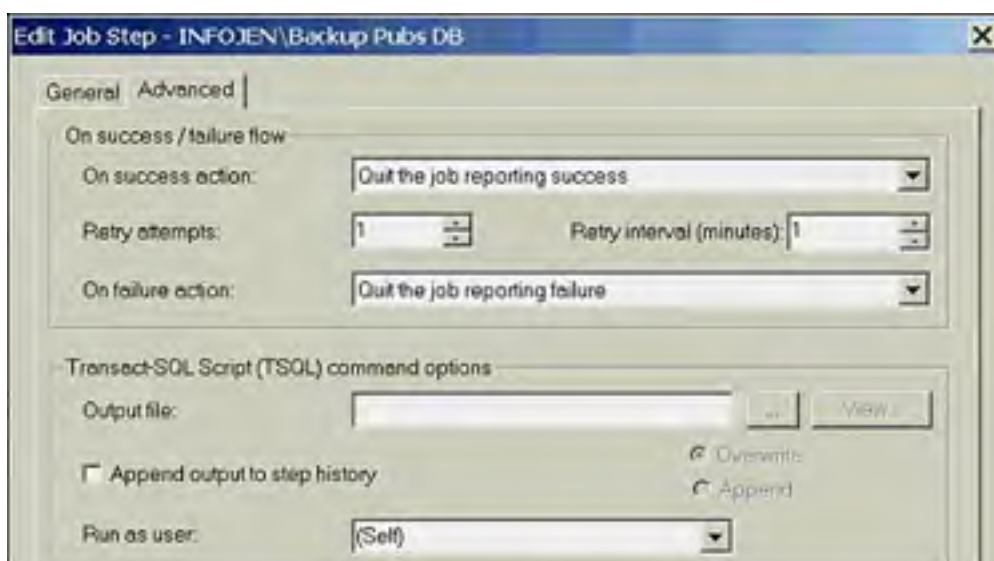 Edit Job Step - INFOJEN\Backup Pubs DB
General Advanced
On success / failure flow
On success action: Quit the job reporting success
Retry attempts: 1 Retry interval (minutes): 1
On failure action: Quit the job reporting failure
Transact-SQL Script (TSQL) command options
Output file: ... View...
Overwrite
Append output to step history
Append
Run as user: (Self)